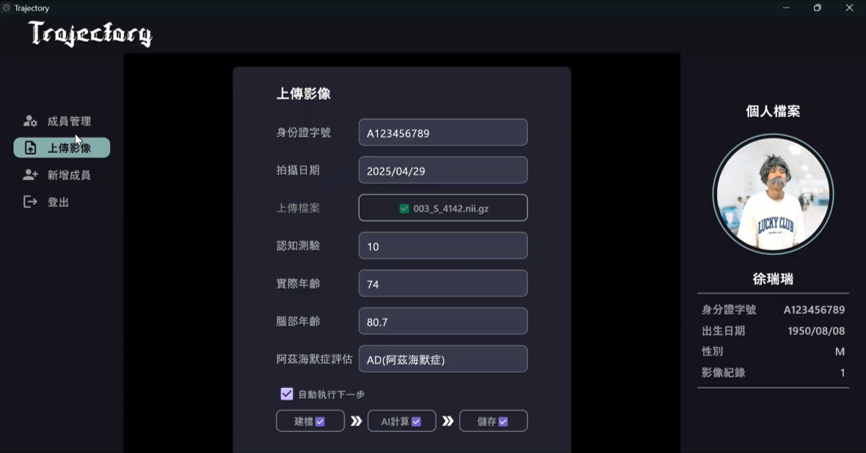 Trajectory
Trajectory
成員管理
上傳影像
新增成員
登出
上傳影像
身份證字號 A123456789
拍攝日期 2025/04/29
上傳檔案 003_S_4142.nii.gz
認知測驗 10
實際年齡 74
腦部年齡 80.7
阿茲海默症評估 AD(阿茲海默症)
自動執行下一步
建檔 AI計算 儲存
個人檔案
LUCKY CLUB
徐瑞瑞
身分證字號 A123456789
出生日期 1950/08/08
性別 M
影像紀錄 1